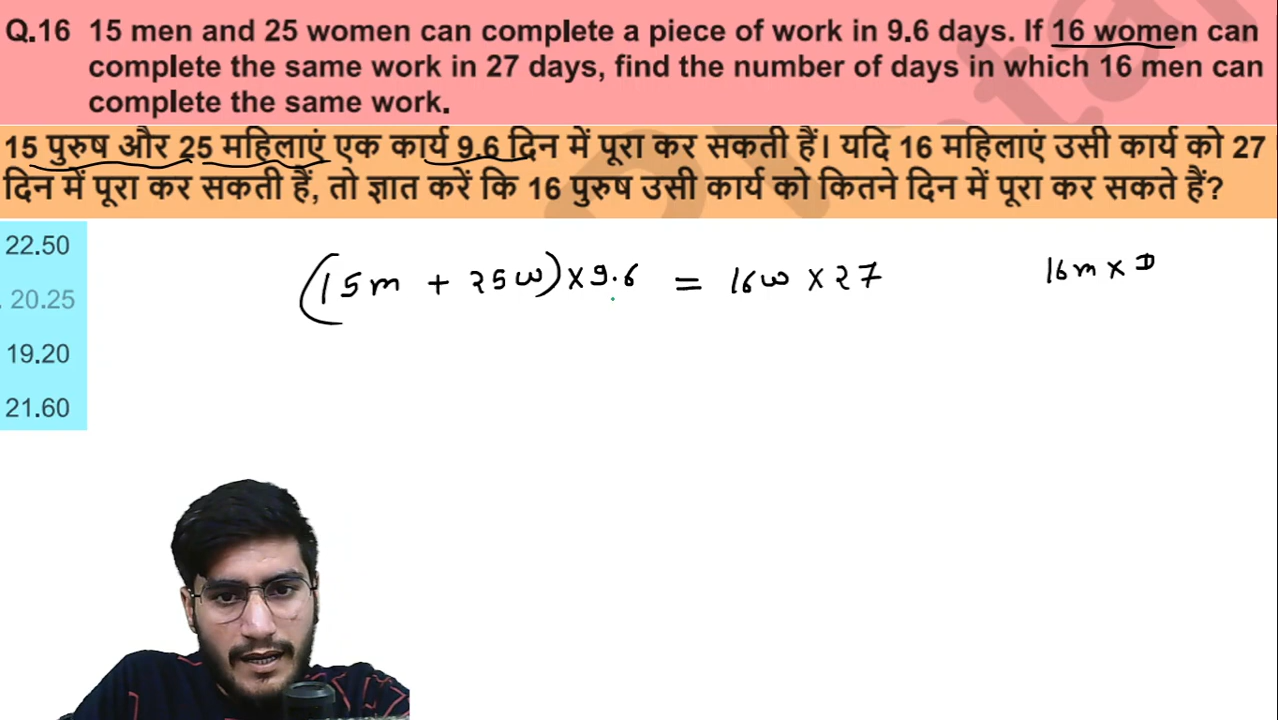 Q.16 15 men and 25 women can complete a piece of work in 9.6 days. If 16 women can
complete the same work in 27 days, find the number of days in which 16 men can
complete the same work.
15 पुरुष और 25 महिलाएं एक कार्य 9.6 दिन में पूरा कर सकती हैं। यदि 16 महिलाएं उसी कार्य को 27
दिन में पूरा कर सकती हैं, तो ज्ञात करें कि 16 पुरुष उसी कार्य को कितने दिन में पूरा कर सकते हैं?
22.50
. 20.25
19.20
21.60
(15m + 25w) × 9.6 = 16w × 27
16m × D